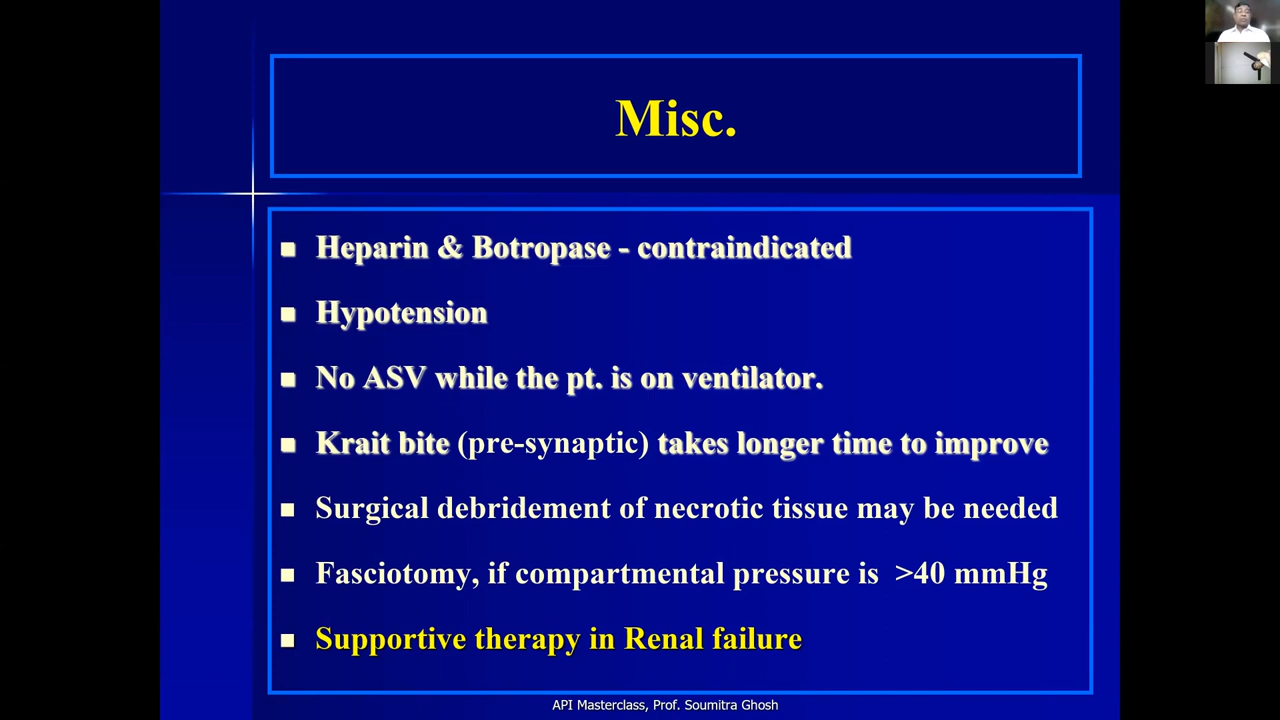 Misc.
Heparin & Botropase - contraindicated
Hypotension
No ASV while the pt. is on ventilator.
Krait bite (pre-synaptic) takes longer time to improve
Surgical debridement of necrotic tissue may be needed
Fasciotomy, if compartmental pressure is >40 mmHg
Supportive therapy in Renal failure
API Masterclass, Prof. Soumitra Ghosh